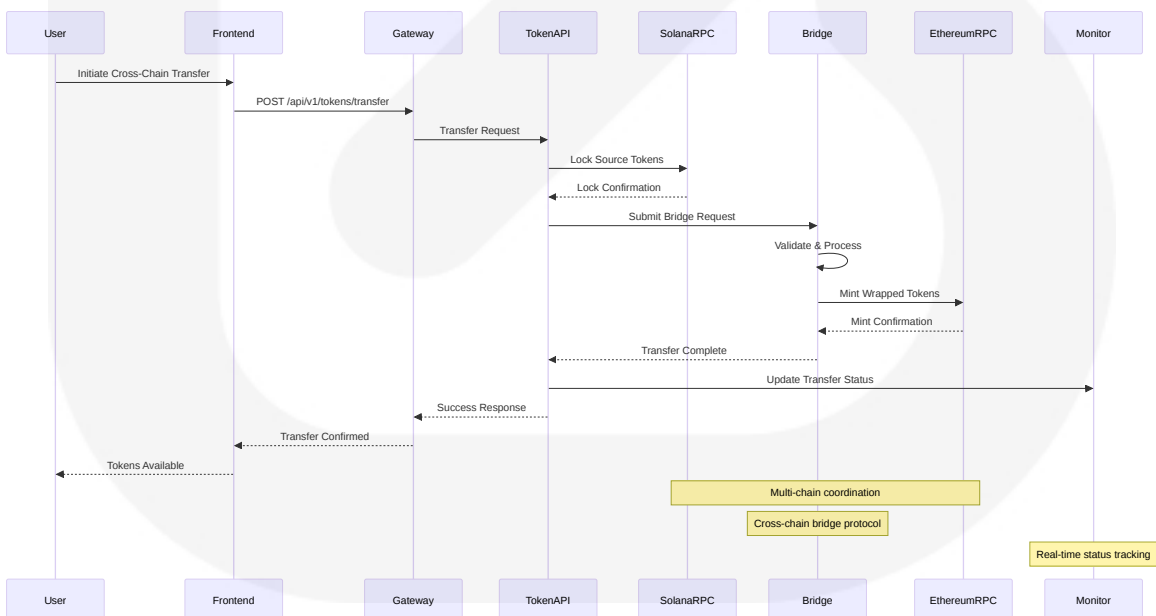 User
Frontend
Gateway
TokenAPI
SolanaRPC
Bridge
EthereumRPC
Monitor
Initiate Cross-Chain Transfer
POST /api/v1/tokens/transfer
Transfer Request
Lock Source Tokens
Lock Confirmation
Submit Bridge Request
Validate & Process
Mint Wrapped Tokens
Mint Confirmation
Transfer Complete
Update Transfer Status
Success Response
Transfer Confirmed
Tokens Available
Multi-chain coordination
Cross-chain bridge protocol
Real-time status tracking
User
Frontend
Gateway
TokenAPI
SolanaRPC
Bridge
EthereumRPC
Monitor